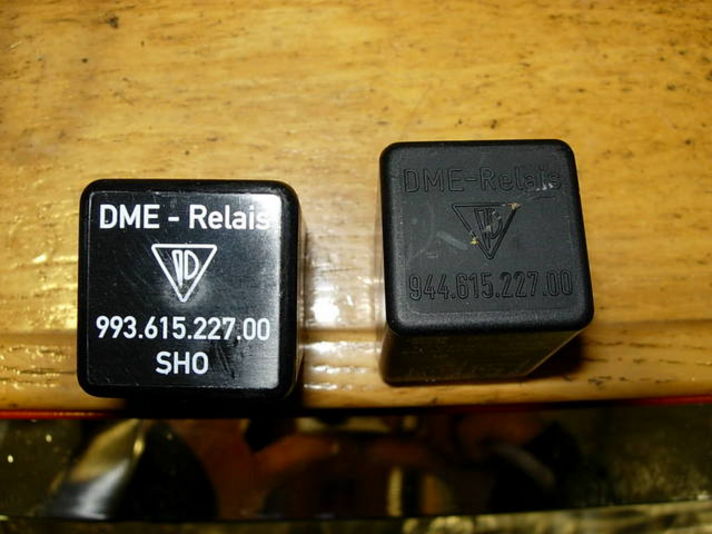 DME - Relais
993.615.227.00
SHO
DME-Relais
944.615.227.00